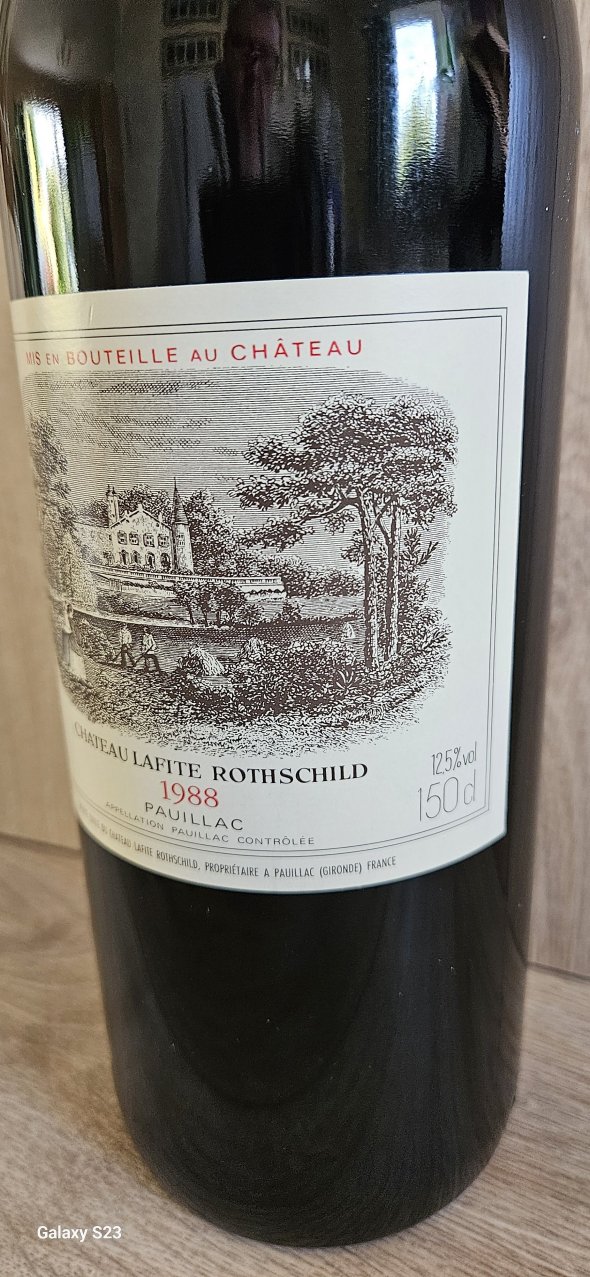 MIS EN BOUTEILLE AU CHÂTEAU
CHATEAU LAFITE ROTHSCHILD
1988
PAUILLAC
APPELLATION PAUILLAC CONTRÔLÉE
12,5% vol
150 cl
DU CHATEAU LAFITE ROTHSCHILD, PROPRIÉTAIRE A PAUILLAC (GIRONDE) FRANCE
Galaxy S23